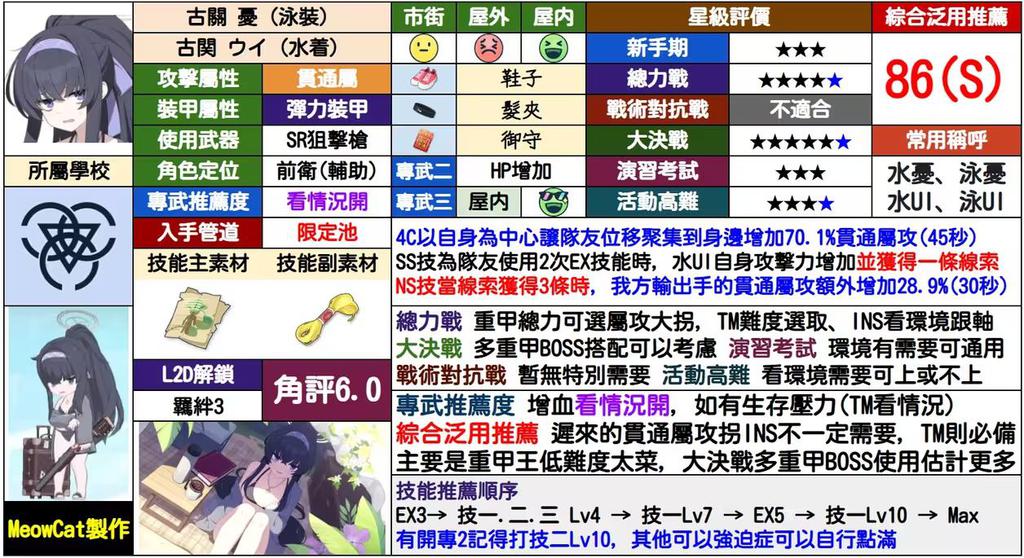 古關 憂 (泳裝)
古関 ウイ (水着)
攻擊屬性 貫通屬
裝甲屬性 彈力裝甲
使用武器 SR狙擊槍
所屬學校 角色定位 前衛(輔助)
專武推薦度 看情況開
入手管道 限定池
技能主素材 技能副素材
L2D解鎖
羈絆3
角評6.0
MeowCat製作
市街 屋外 屋內
鞋子
髮夾
御守
專武二 HP增加
專武三 屋內
星級評價
新手期 ★★★
總力戰 ★★★★★
戰術對抗戰 不適合
大決戰 ★★★★★★
演習考試 ★★★
活動高難 ★★★★
綜合泛用推薦
86(S)
常用稱呼
水憂、泳憂
水UI、泳UI
4C以自身為中心讓隊友位移聚集到身邊增加70.1%貫通屬攻(45秒)
SS技為隊友使用2次EX技能時, 水UI自身攻擊力增加並獲得一條線索
NS技當線索獲得3條時, 我方輸出手的貫通屬攻額外增加28.9%(30秒)
總力戰 重甲總力可選屬攻大拐, TM難度選取、INS看環境跟軸
大決戰 多重甲BOSS搭配可以考慮 演習考試 環境有需要可通用
戰術對抗戰 暫無特別需要 活動高難 看環境需要可上或不上
專武推薦度 增血看情況開, 如有生存壓力(TM看情況)
綜合泛用推薦 遲來的貫通屬攻拐INS不一定需要, TM則必備
主要是重甲王低難度太菜, 大決戰多重甲BOSS使用估計更多
技能推薦順序
EX3→ 技一.二.三 Lv4 → 技一Lv7 → EX5 → 技一Lv10 → Max
有開專2記得打技二Lv10, 其他可以強迫症可以自行點滿